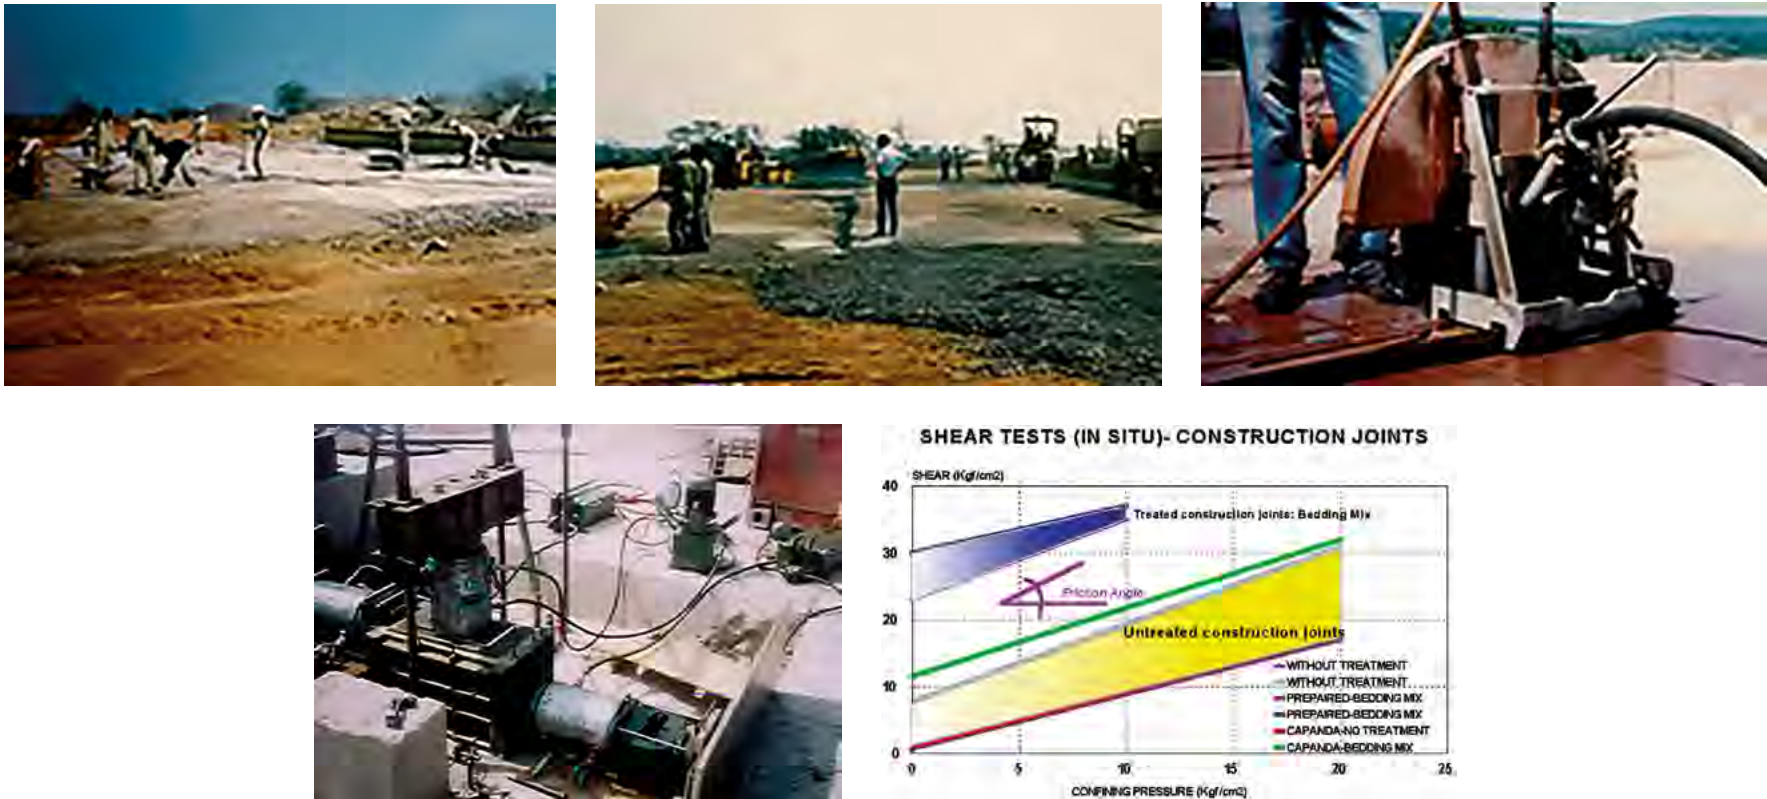 SHEAR TESTS (IN SITU)- CONSTRUCTION JOINTS
SHEAR (Kgf/cm2)
40
Treated construction joints: Bedding Mix
30
Friction Angle
20
Untreated construction joints
WITHOUT TREATMENT
WITHOUT TREATMENT
10
PREPAIRED-BEDDING MIX
PREPAIRED-BEDDING MIX
CAPANDA-NO TREATMENT
CAPANDA-BEDDING MIX
0
0 5 10 15 20 25
CONFINING PRESSURE (Kgf/cm2)